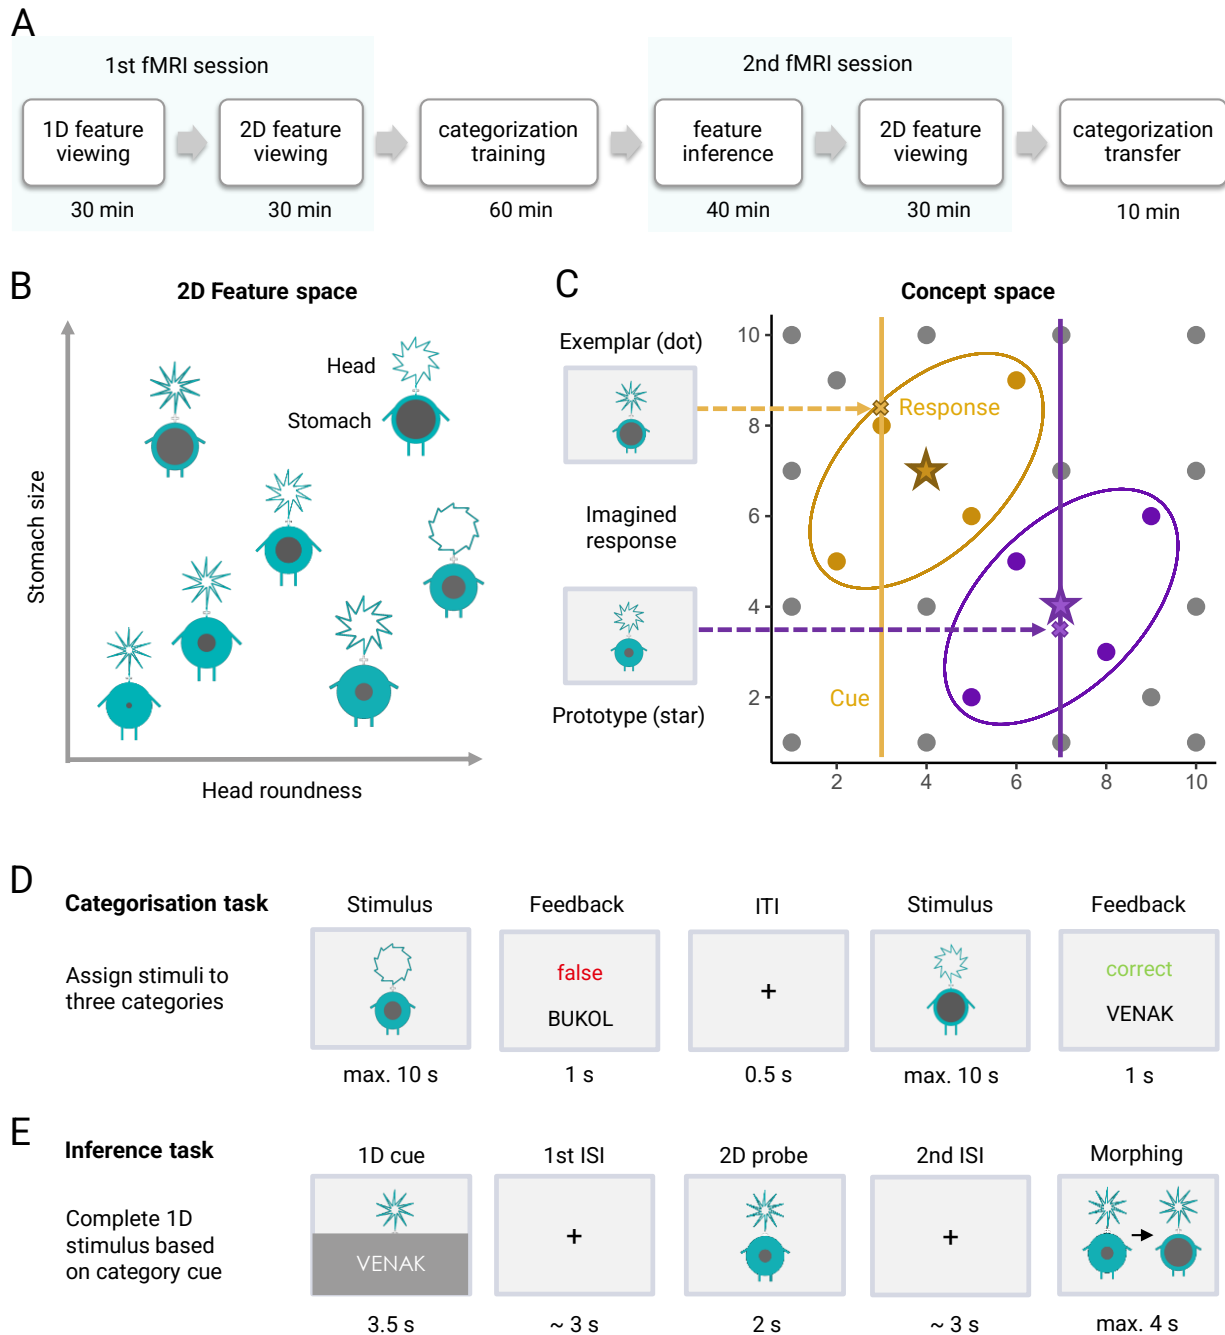 A
1st fMRI session
2nd fMRI session
1D feature
viewing
2D feature
viewing
categorization
training
feature
inference
2D feature
viewing
categorization
transfer
30 min
30 min
60 min
40 min
30 min
10 min
B
2D Feature space
Head
Stomach
Stomach size
Head roundness
C
Concept space
Exemplar (dot)
Imagined
response
Prototype (star)
Response
Cue
10
8
6
4
2
2
4
6
8
10
D
Categorisation task
Assign stimuli to
three categories
Stimulus
Feedback
ITI
Stimulus
Feedback
false
BUKOL
+
correct
VENAK
max. 10 s
1 s
0.5 s
max. 10 s
1 s
E
Inference task
Complete 1D
stimulus based
on category cue
1D cue
1st ISI
2D probe
2nd ISI
Morphing
VENAK
+
+
3.5 s
~ 3 s
2 s
~ 3 s
max. 4 s